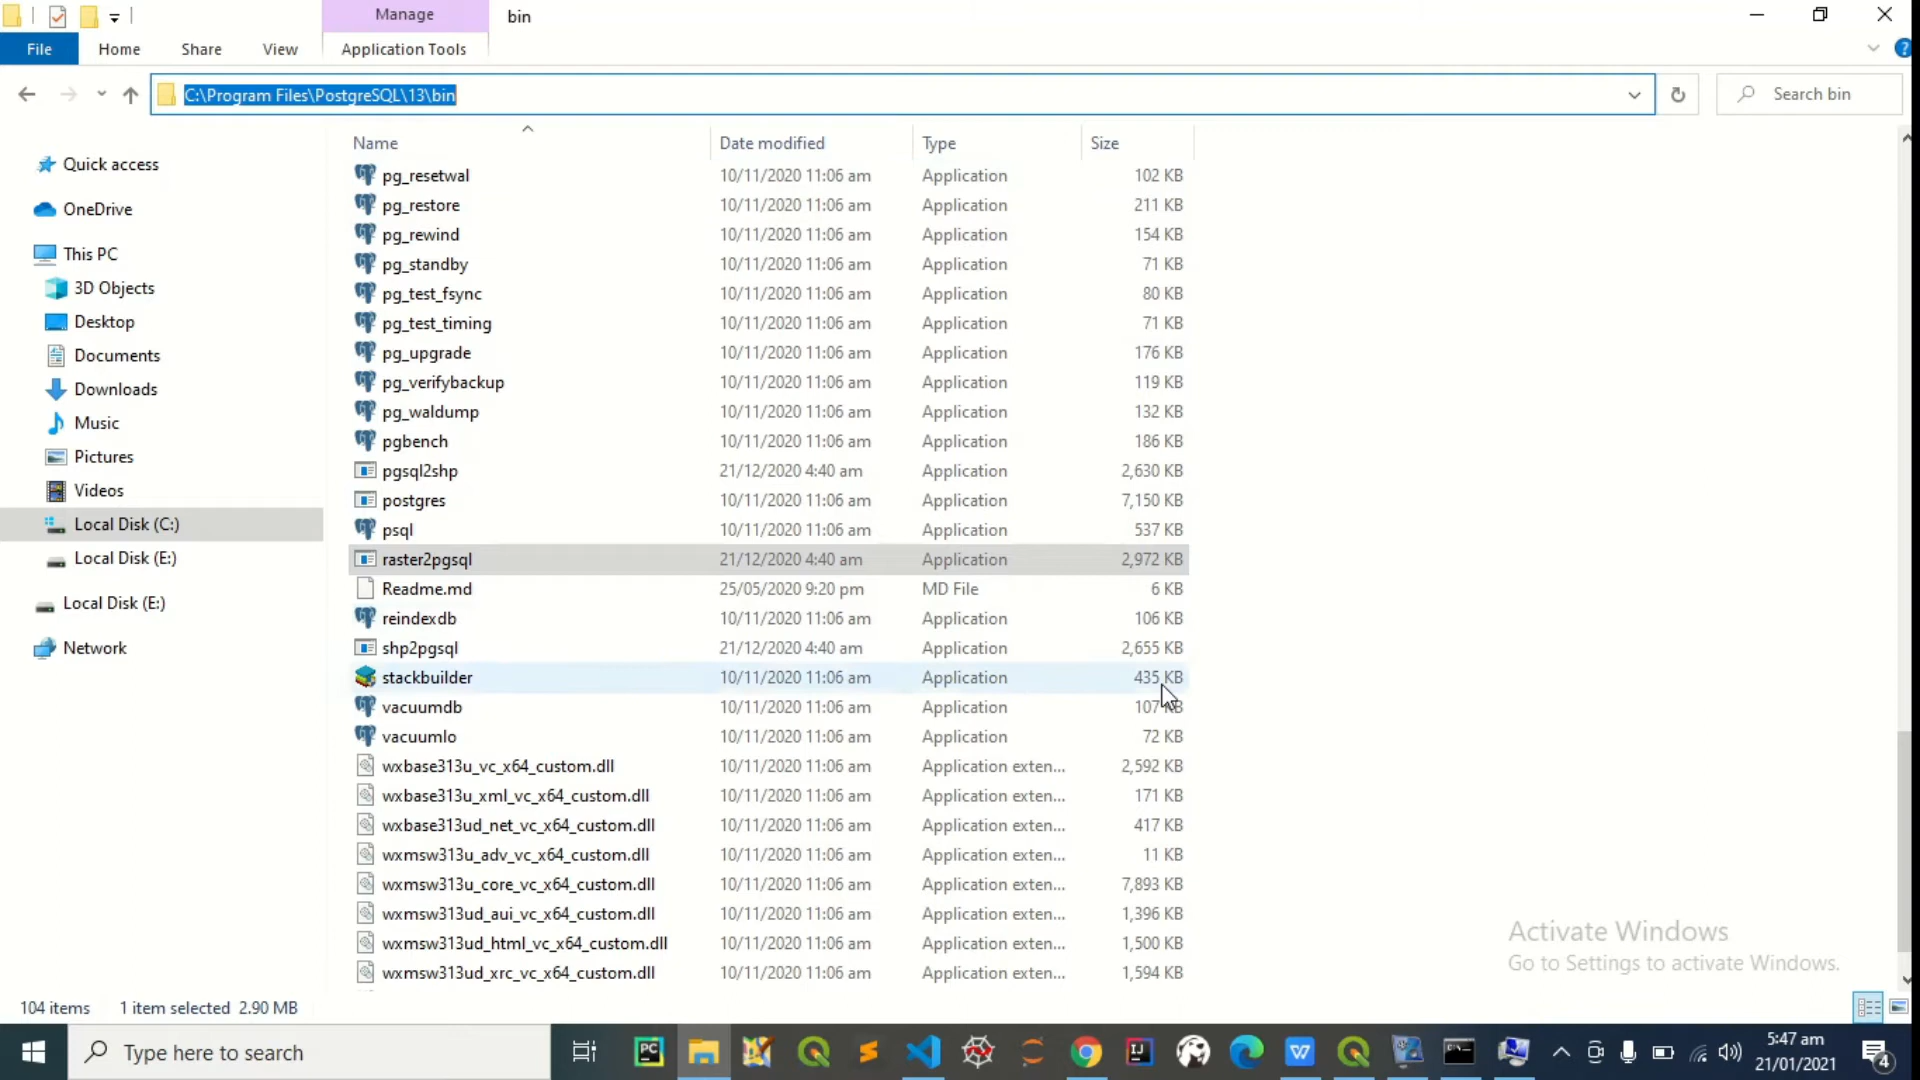 Manage
bin
File
Home
Share
View
Application Tools
C:\Program Files\PostgreSQL\13\bin
Search bin
Quick access
OneDrive
This PC
3D Objects
Desktop
Documents
Downloads
Music
Pictures
Videos
Local Disk (C:)
Local Disk (E:)
Local Disk (E:)
Network
Name Date modified Type Size
pg_resetwal 10/11/2020 11:06 am Application 102 KB
pg_restore 10/11/2020 11:06 am Application 211 KB
pg_rewind 10/11/2020 11:06 am Application 154 KB
pg_standby 10/11/2020 11:06 am Application 71 KB
pg_test_fsync 10/11/2020 11:06 am Application 80 KB
pg_test_timing 10/11/2020 11:06 am Application 71 KB
pg_upgrade 10/11/2020 11:06 am Application 176 KB
pg_verifybackup 10/11/2020 11:06 am Application 119 KB
pg_waldump 10/11/2020 11:06 am Application 132 KB
pgbench 10/11/2020 11:06 am Application 186 KB
pgsql2shp 21/12/2020 4:40 am Application 2,630 KB
postgres 10/11/2020 11:06 am Application 7,150 KB
psql 10/11/2020 11:06 am Application 537 KB
raster2pgsql 21/12/2020 4:40 am Application 2,972 KB
Readme.md 25/05/2020 9:20 pm MD File 6 KB
reindexdb 10/11/2020 11:06 am Application 106 KB
shp2pgsql 21/12/2020 4:40 am Application 2,655 KB
stackbuilder 10/11/2020 11:06 am Application 435 KB
vacuumdb 10/11/2020 11:06 am Application 107 KB
vacuumlo 10/11/2020 11:06 am Application 72 KB
wxbase313u_vc_x64_custom.dll 10/11/2020 11:06 am Application exten... 2,592 KB
wxbase313u_xml_vc_x64_custom.dll 10/11/2020 11:06 am Application exten... 171 KB
wxbase313ud_net_vc_x64_custom.dll 10/11/2020 11:06 am Application exten... 417 KB
wxmsw313u_adv_vc_x64_custom.dll 10/11/2020 11:06 am Application exten... 11 KB
wxmsw313u_core_vc_x64_custom.dll 10/11/2020 11:06 am Application exten... 7,893 KB
wxmsw313ud_aui_vc_x64_custom.dll 10/11/2020 11:06 am Application exten... 1,396 KB
wxmsw313ud_html_vc_x64_custom.dll 10/11/2020 11:06 am Application exten... 1,500 KB
wxmsw313ud_xrc_vc_x64_custom.dll 10/11/2020 11:06 am Application exten... 1,594 KB
Activate Windows
Go to Settings to activate Windows.
104 items 1 item selected 2.90 MB
Type here to search
PC
IJ
W
5:47 am
21/01/2021
4